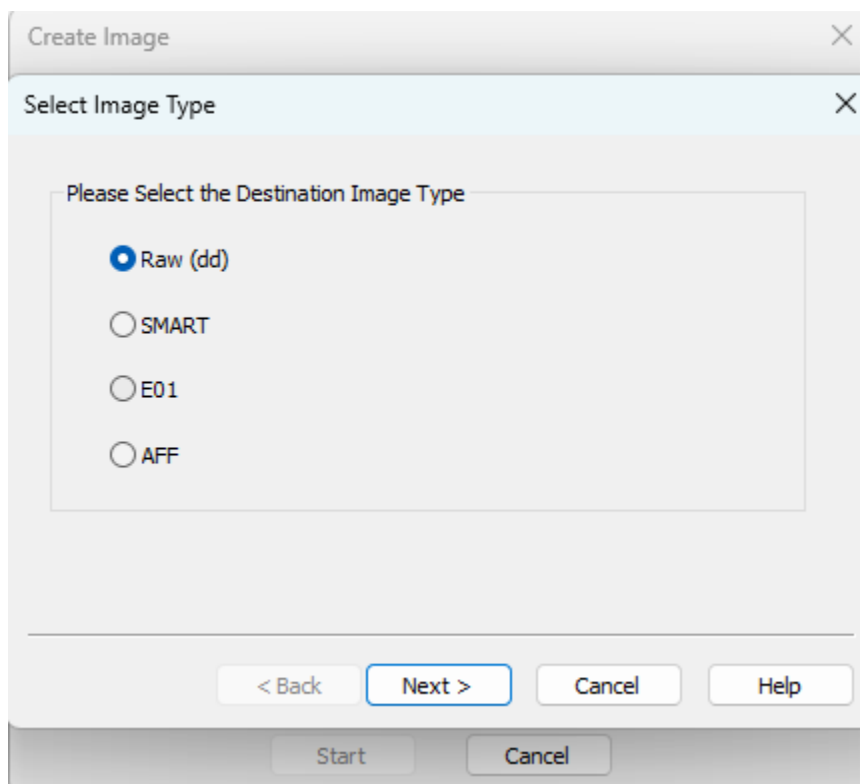 Create Image
Select Image Type
Please Select the Destination Image Type
Raw (dd)
SMART
E01
AFF
< Back Next > Cancel Help
Start Cancel